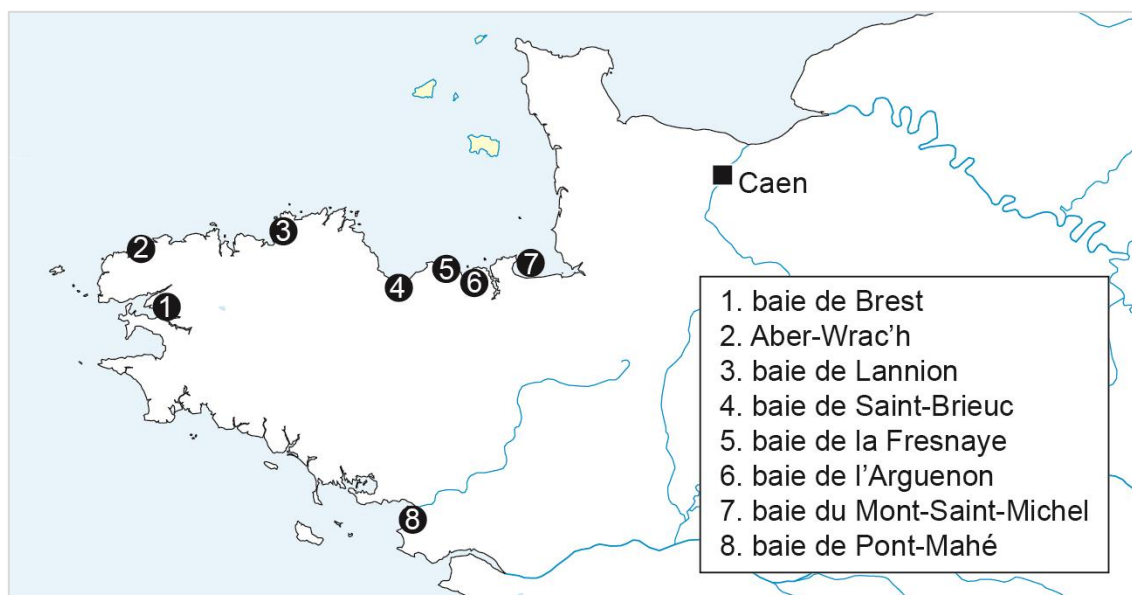 Caen
1
2
3
4
5
6
7
8
1. baie de Brest
2. Aber-Wrac'h
3. baie de Lannion
4. baie de Saint-Brieuc
5. baie de la Fresnaye
6. baie de l'Arguenon
7. baie du Mont-Saint-Michel
8. baie de Pont-Mahé